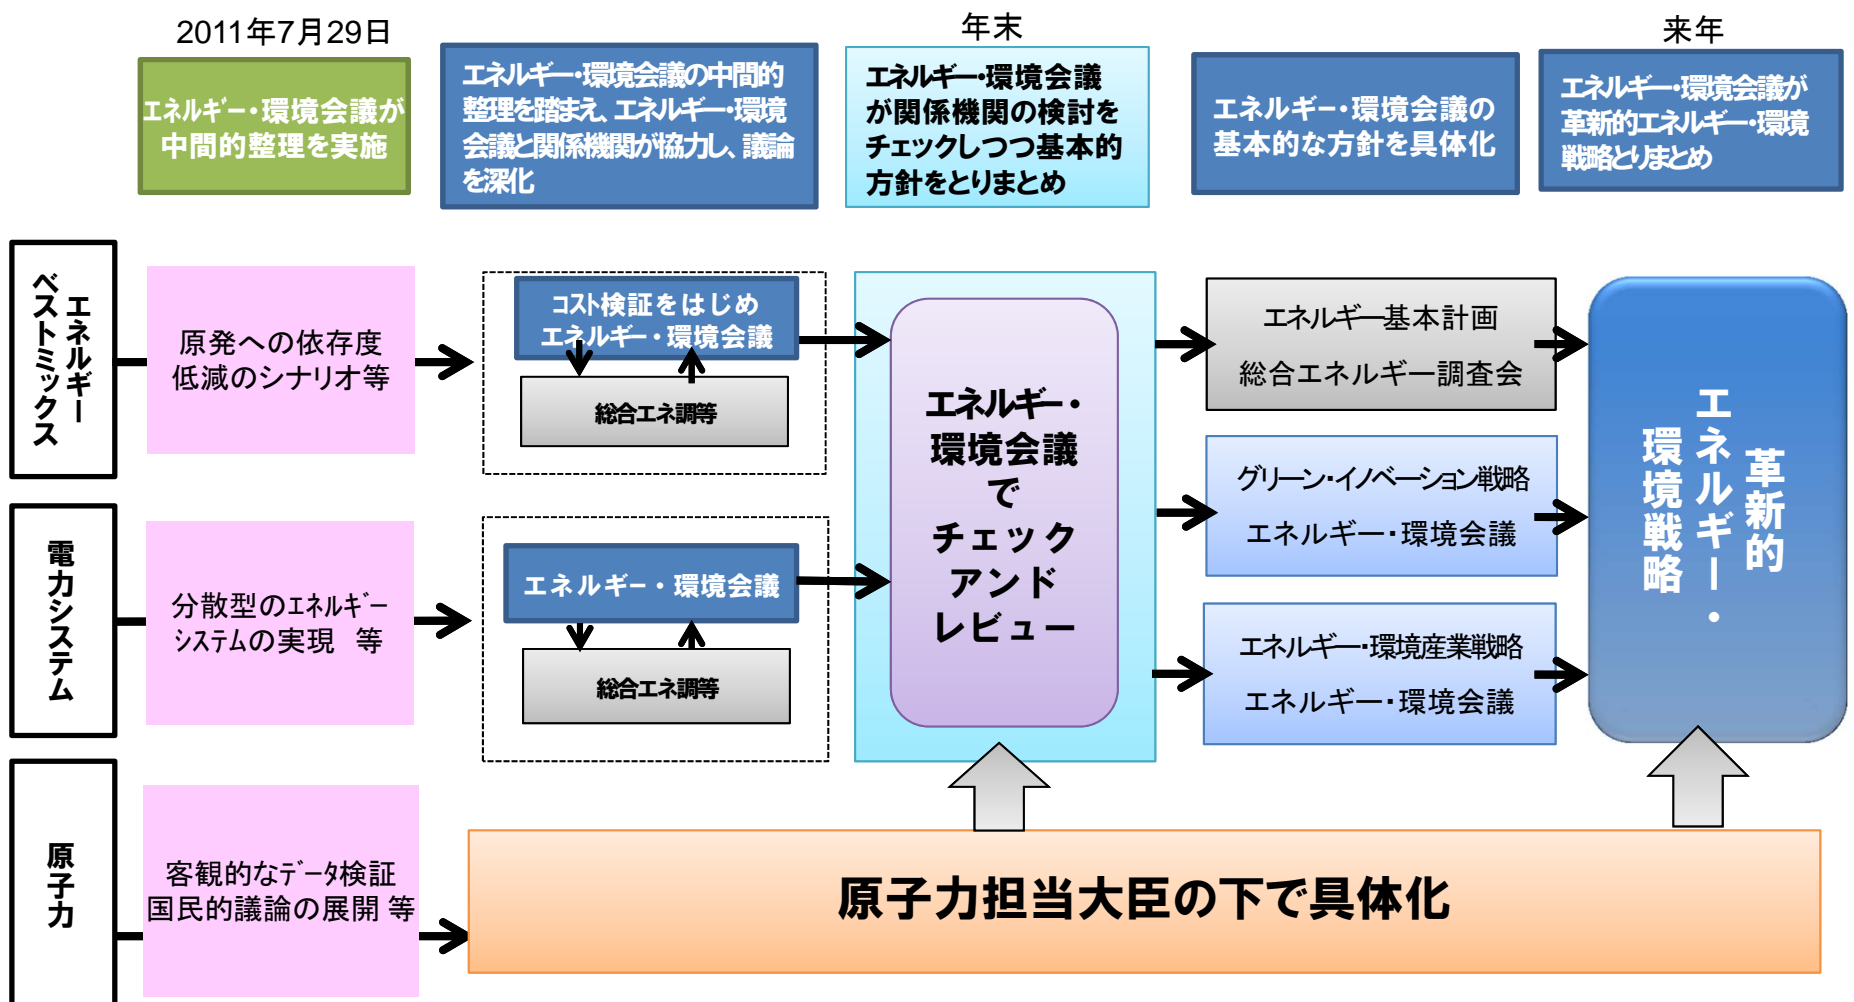 2011年7月29日
年末
来年
エネルギー・環境会議が
中間的整理を実施
エネルギー・環境会議の中間的
整理を踏まえ、エネルギー・環境
会議と関係機関が協力し、議論
を深化
エネルギー・環境会議
が関係機関の検討を
チェックしつつ基本的
方針をとりまとめ
エネルギー・環境会議の
基本的な方針を具体化
エネルギー・環境会議が
革新的エネルギー・環境
戦略とりまとめ
エネルギー
ベストミックス
原発への依存度
低減のシナリオ等
コスト検証をはじめ
エネルギー・環境会議
総合エネ調等
エネルギー・
環境会議
で
チェック
アンド
レビュー
エネルギー基本計画
総合エネルギー調査会
グリーン・イノベーション戦略
エネルギー・環境会議
エネルギー・環境産業戦略
エネルギー・環境会議
革新的
エネルギー・
環境戦略
電力システム
分散型のエネルギー
システムの実現 等
エネルギー・環境会議
総合エネ調等
原子力
客観的なデータ検証
国民的議論の展開 等
原子力担当大臣の下で具体化